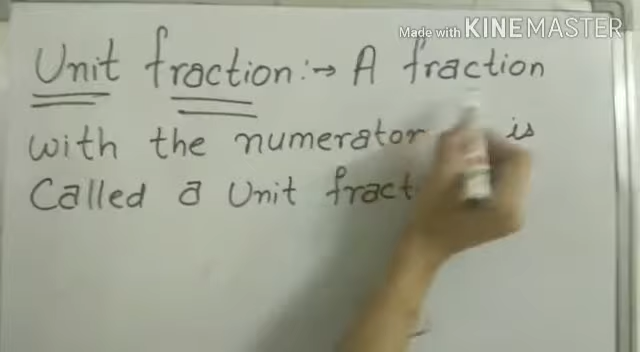 Made with KINEMASTER
Unit fraction:→ A fraction
with the numerator is
Called a Unit fract